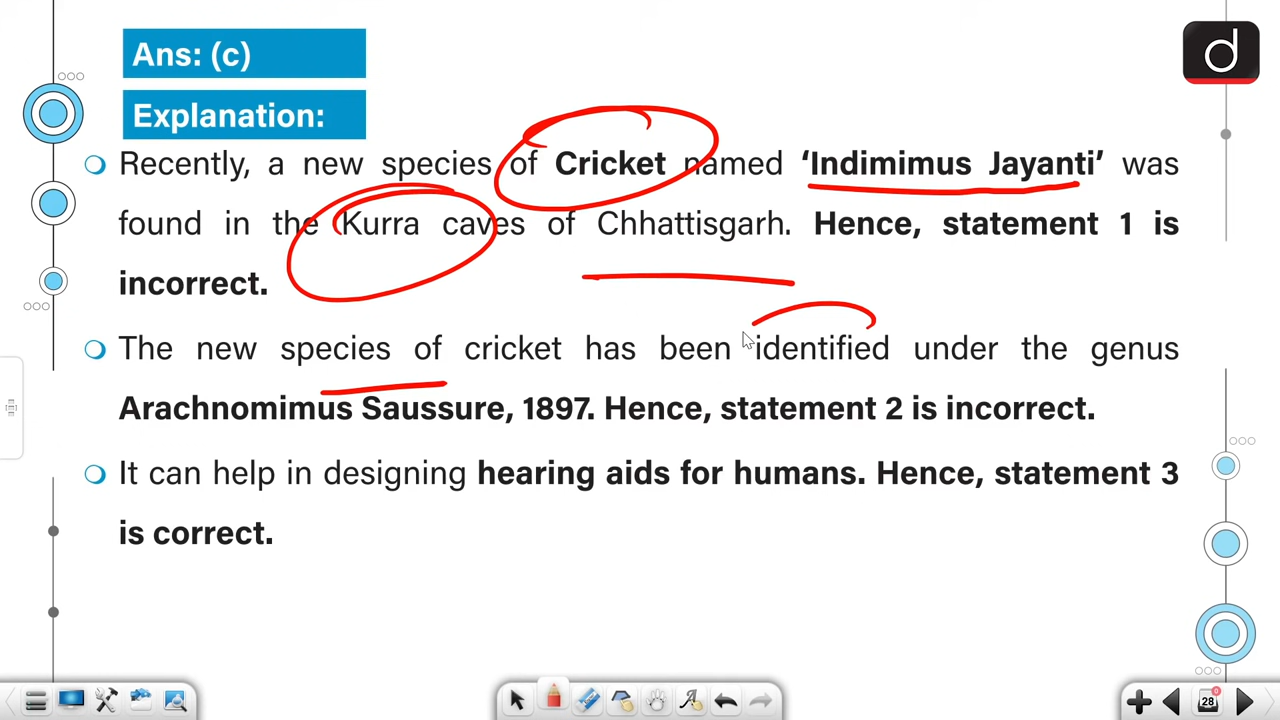 Ans: (c)
Explanation:
Recently, a new species of Cricket named ‘Indimimus Jayanti’ was
found in the Kurra caves of Chhattisgarh. Hence, statement 1 is
incorrect.
The new species of cricket has been identified under the genus
Arachnomimus Saussure, 1897. Hence, statement 2 is incorrect.
It can help in designing hearing aids for humans. Hence, statement 3
is correct.
d
28